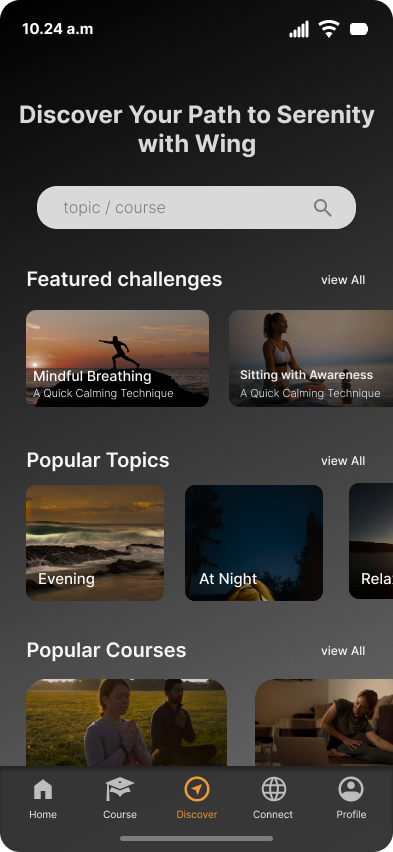 10.24 a.m
Discover Your Path to Serenity
with Wing
topic / course
Featured challenges
view All
Mindful Breathing
A Quick Calming Technique
Sitting with Awareness
A Quick Calming Technique
Popular Topics
view All
Evening
At Night
Rela
Popular Courses
view All
Home
Course
Discover
Connect
Profile